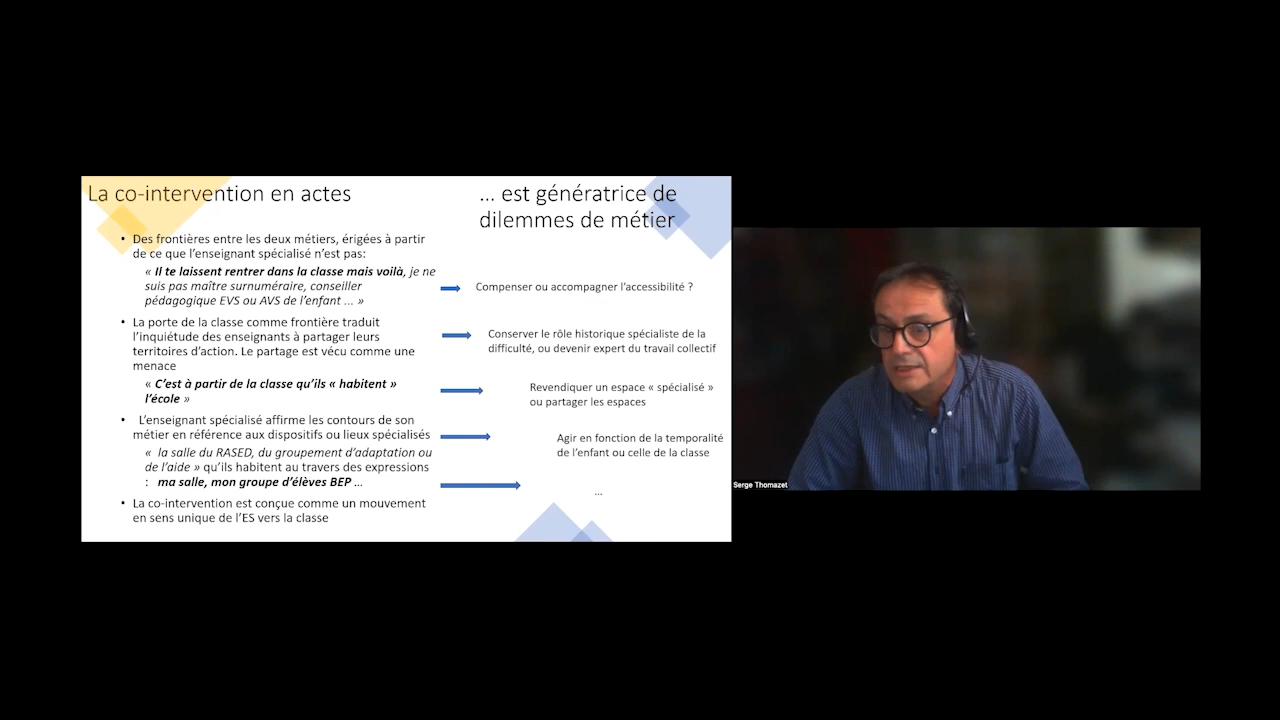 La co-intervention en actes
• Des frontières entre les deux métiers, érigées à partir
de ce que l'enseignant spécialisé n'est pas:
« Il te laissent rentrer dans la classe mais voilà, je ne
suis pas maître surnuméraire, conseiller
pédagogique EVS ou AVS de l'enfant ... »
• La porte de la classe comme frontière traduit
l'inquiétude des enseignants à partager leurs
territoires d'action. Le partage est vécu comme une
menace
« C'est à partir de la classe qu'ils « habitent »
l'école »
• L'enseignant spécialisé affirme les contours de son
métier en référence aux dispositifs ou lieux spécialisés
« la salle du RASED, du groupement d'adaptation ou
de l'aide » qu'ils habitent au travers des expressions
: ma salle, mon groupe d'élèves BEP ...
• La co-intervention est conçue comme un mouvement
en sens unique de l'ES vers la classe
... est génératrice de
dilemmes de métier
Compenser ou accompagner l'accessibilité ?
Conserver le rôle historique spécialiste de la
difficulté, ou devenir expert du travail collectif
Revendiquer un espace « spécialisé »
ou partager les espaces
Agir en fonction de la temporalité
de l'enfant ou celle de la classe
...
Serge Thomazet